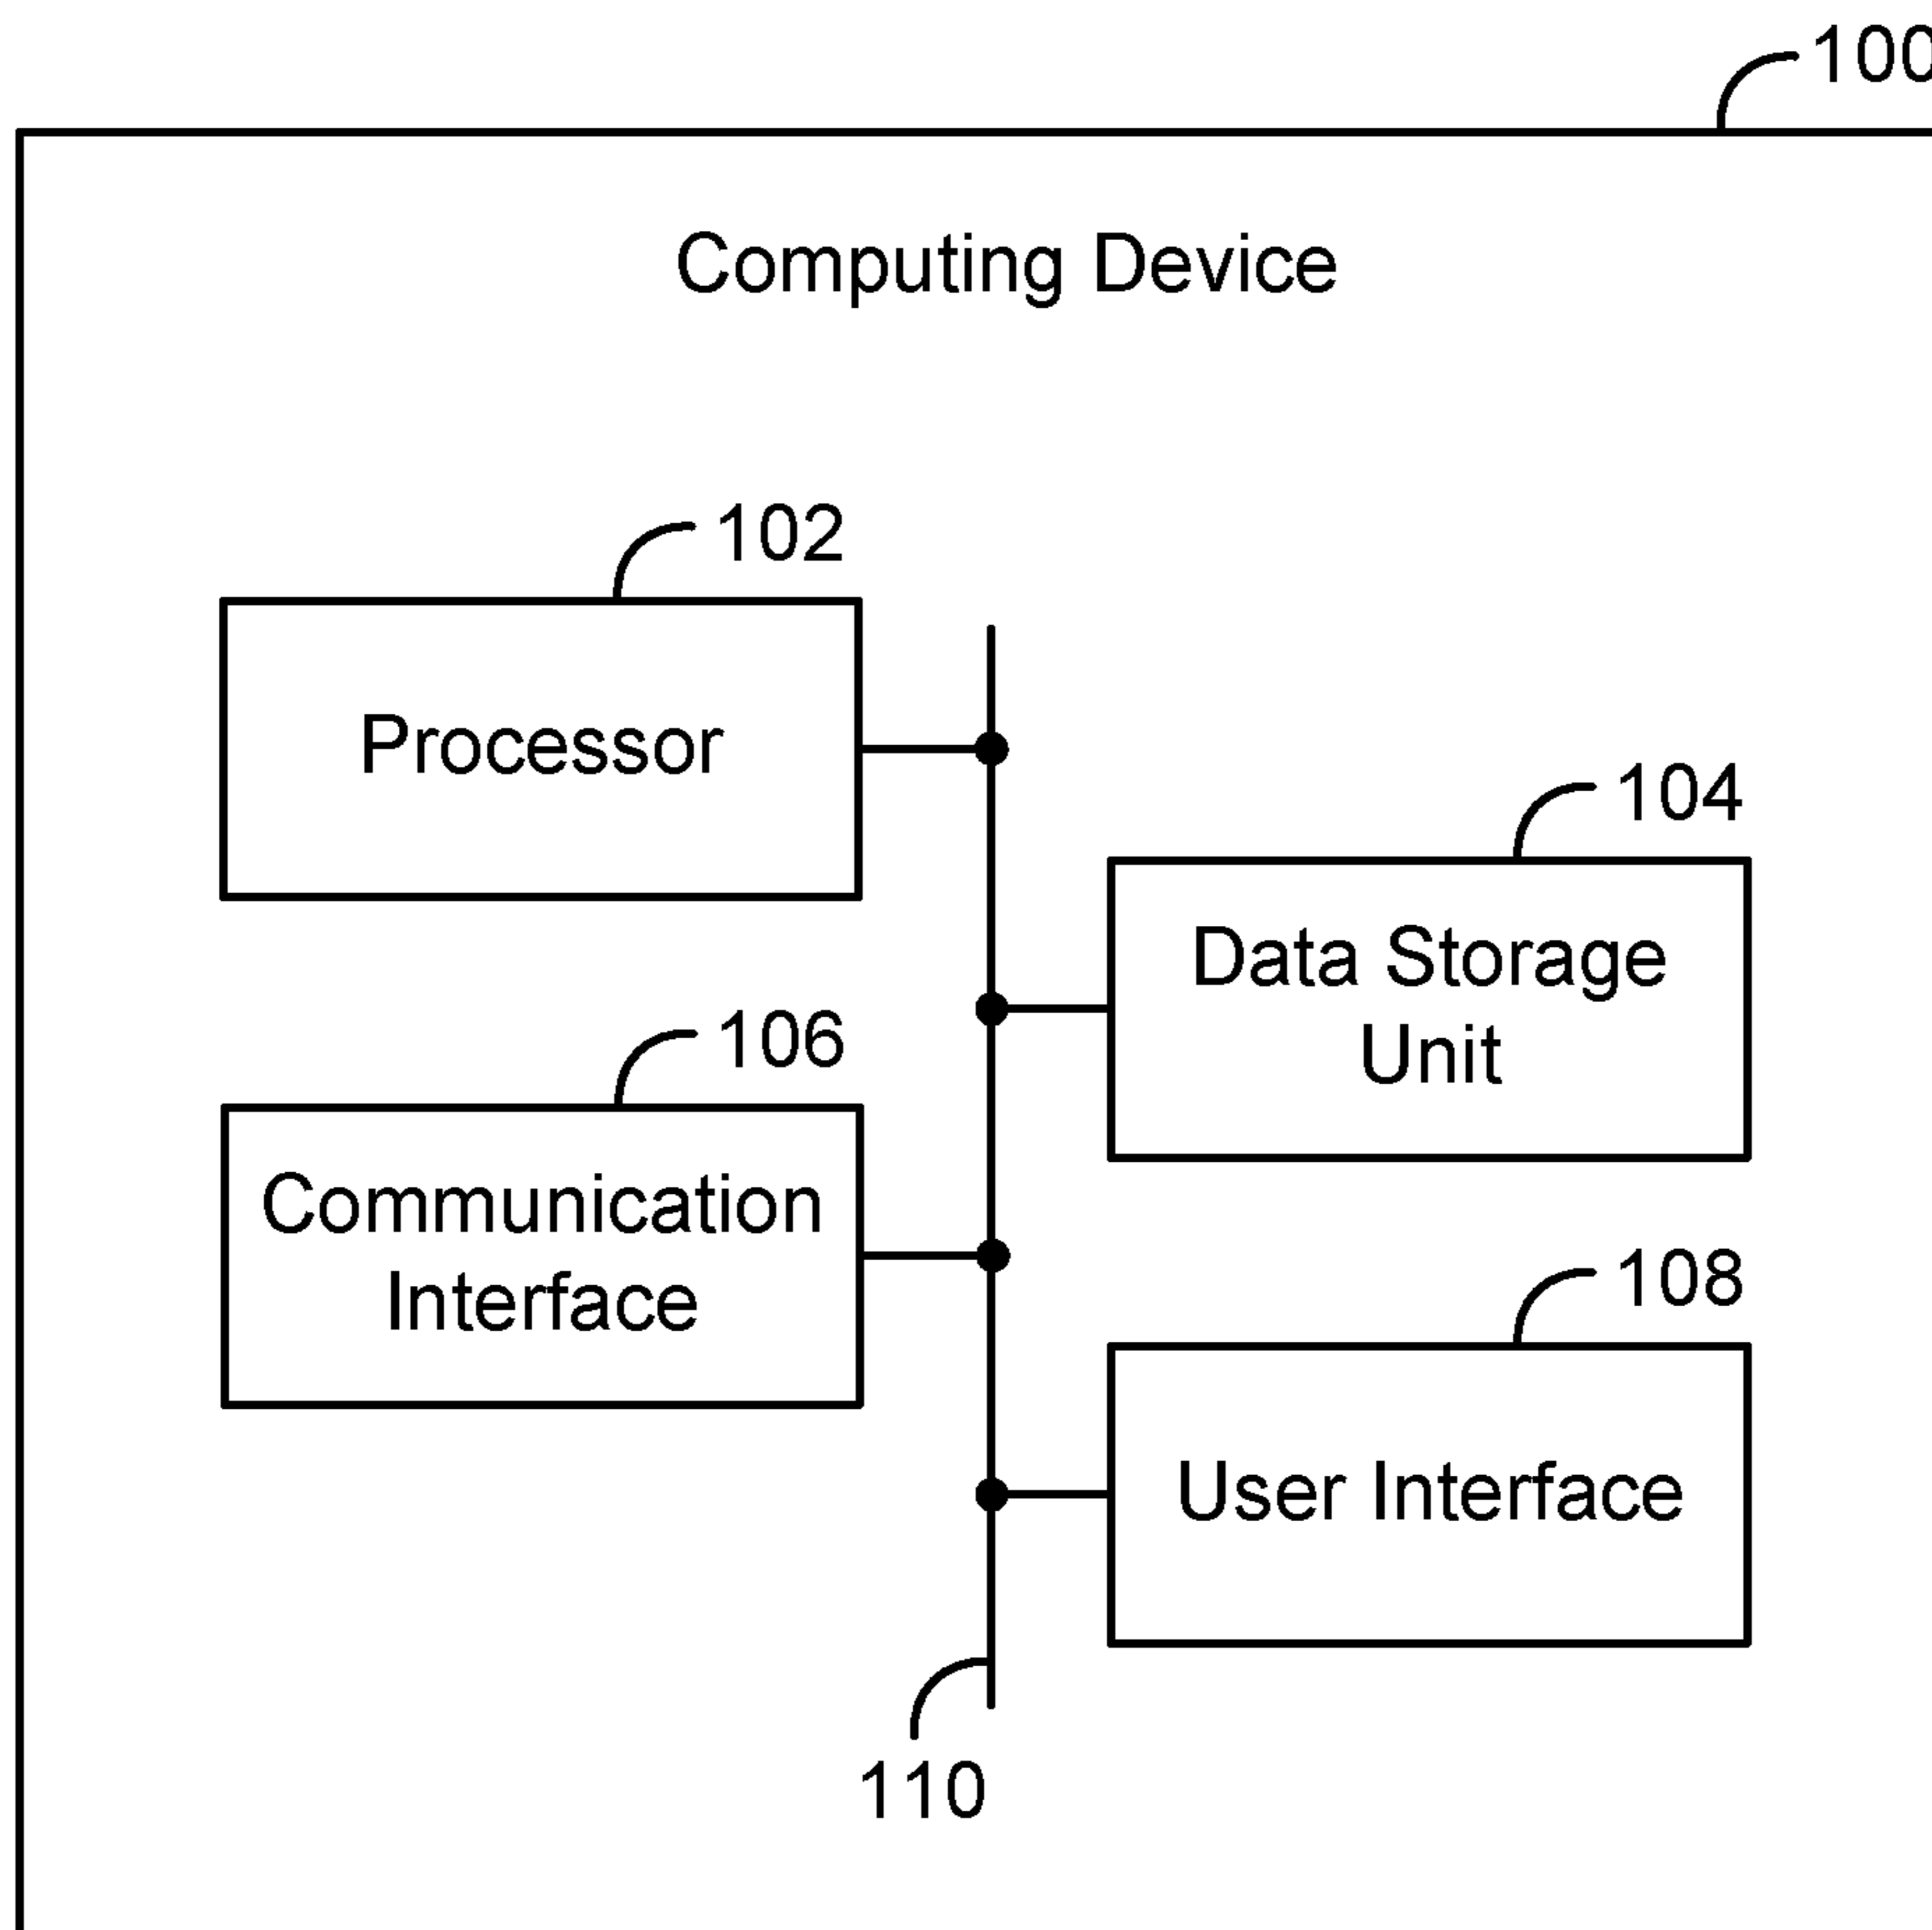 100
Computing Device
102
Processor
104
Data Storage
Unit
106
Communication
Interface
108
User Interface
110